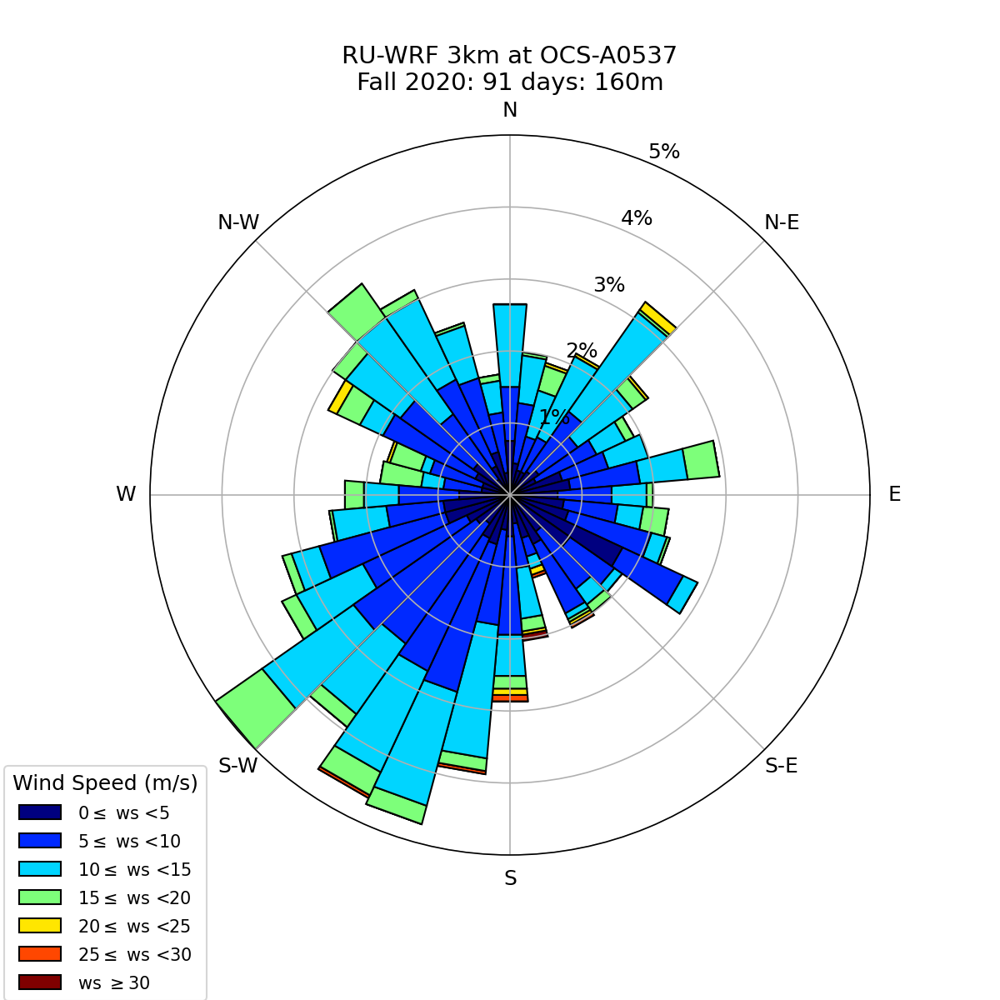 RU-WRF 3km at OCS-A0537
Fall 2020: 91 days: 160m
N
5%
N-W
4%
N-E
3%
2%
1%
W
E
S-W
S-E
S
Wind Speed (m/s)
0≤ ws <5
5≤ ws <10
10≤ ws <15
15≤ ws <20
20≤ ws <25
25≤ ws <30
ws ≥30